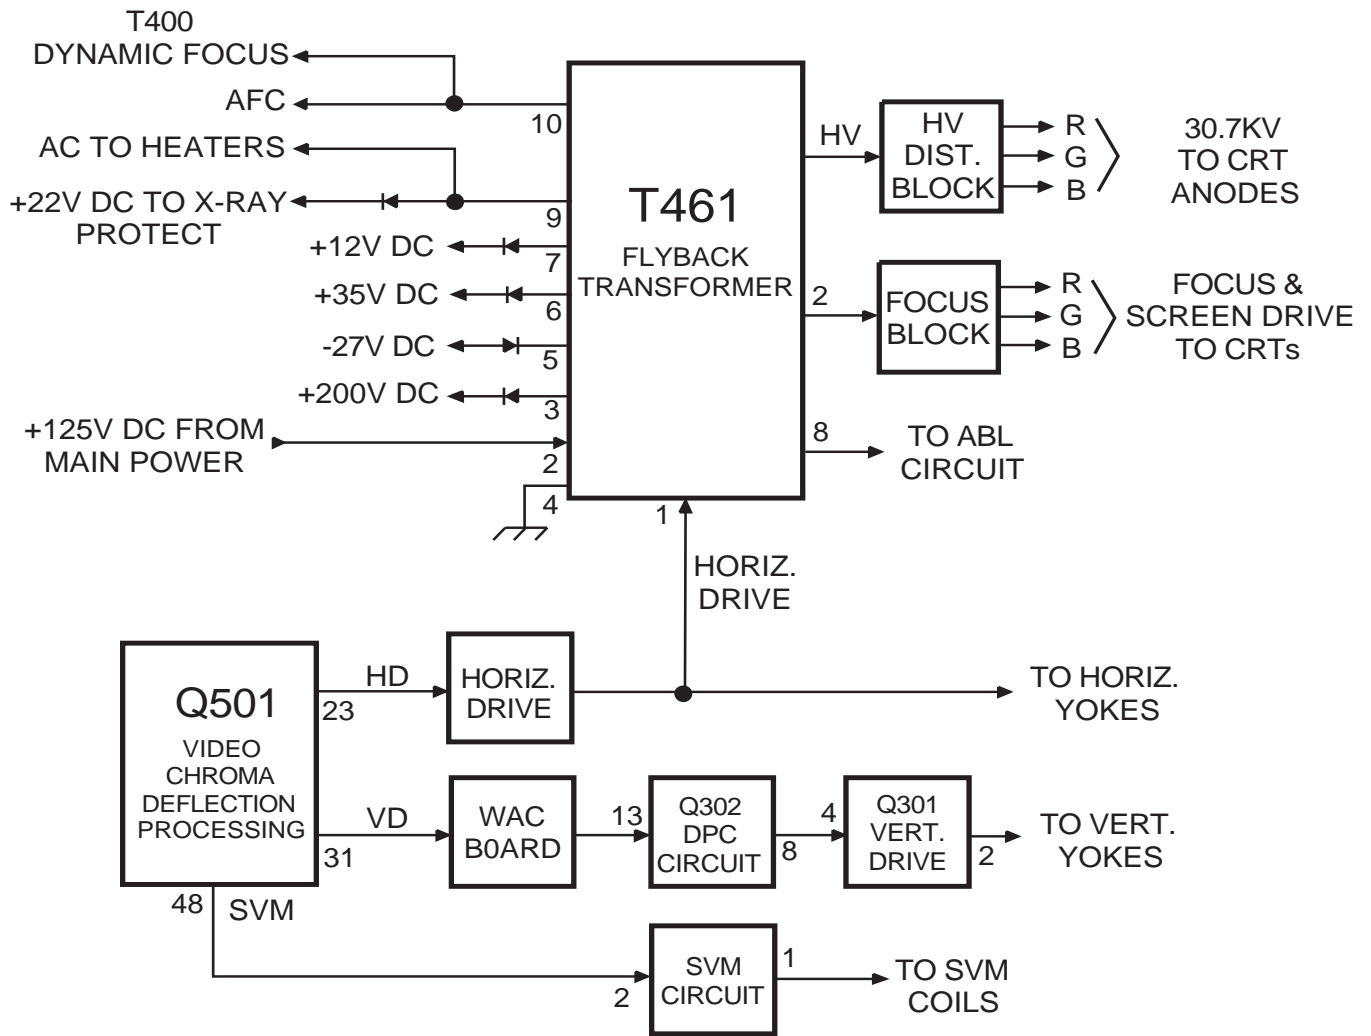 T400
DYNAMIC FOCUS
AFC
10
AC TO HEATERS
+22V DC TO X-RAY
PROTECT
9
+12V DC
7
+35V DC
6
-27V DC
5
+200V DC
3
+125V DC FROM
MAIN POWER
2
4
T461
FLYBACK
TRANSFORMER
HV
HV
DIST.
BLOCK
R
G
B
30.7KV
TO CRT
ANODES
2
FOCUS
BLOCK
R
G
B
FOCUS &
SCREEN DRIVE
TO CRTs
8
TO ABL
CIRCUIT
1
HORIZ.
DRIVE
Q501
VIDEO
CHROMA
DEFLECTION
PROCESSING
HD
23
HORIZ.
DRIVE
TO HORIZ.
YOKES
VD
31
WAC
B0ARD
13
Q302
DPC
CIRCUIT
8
4
Q301
VERT.
DRIVE
2
TO VERT.
YOKES
48
SVM
2
SVM
CIRCUIT
1
TO SVM
COILS